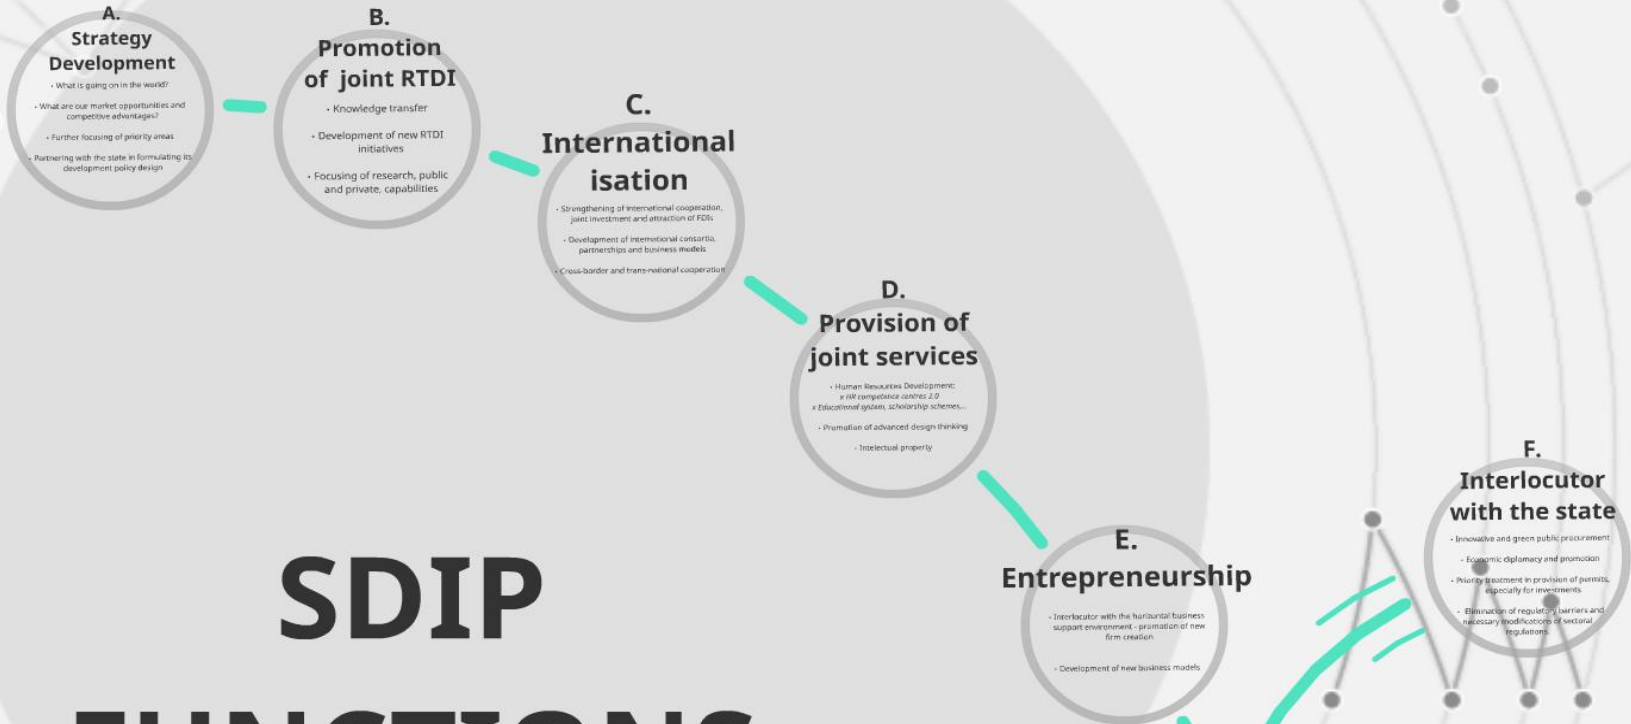 A.
Strategy
Development
• What is going on in the world?
• What are our market opportunities and
competitive advantages?
• Further focusing of priority areas
• Partnering with the state in formulating its
development policy design
B.
Promotion
of joint RTDI
• Knowledge transfer
• Development of new RTDI
initiatives
• Focusing of research, public
and private, capabilities
C.
International
isation
• Strengthening of international cooperation,
joint investment and attraction of FDIs
• Development of international consortia,
partnerships and business models
• Cross-border and trans-national cooperation
D.
Provision of
joint services
• Human Resources Development:
x HR competence centres 2.0
x Educational system, scholarship schemes,...
• Promotion of advanced design thinking
• Intelectual property
E.
Entrepreneurship
• Interlocutor with the horizontal business
support environment - promotion of new
firm creation
• Development of new business models
F.
Interlocutor
with the state
• Innovative and green public procurement
• Economic diplomacy and promotion
• Priority treatment in provision of permits,
especially for investments
• Elimination of regulatory barriers and
necessary modifications of sectoral
regulations.
SDIP
FUNCTIONS